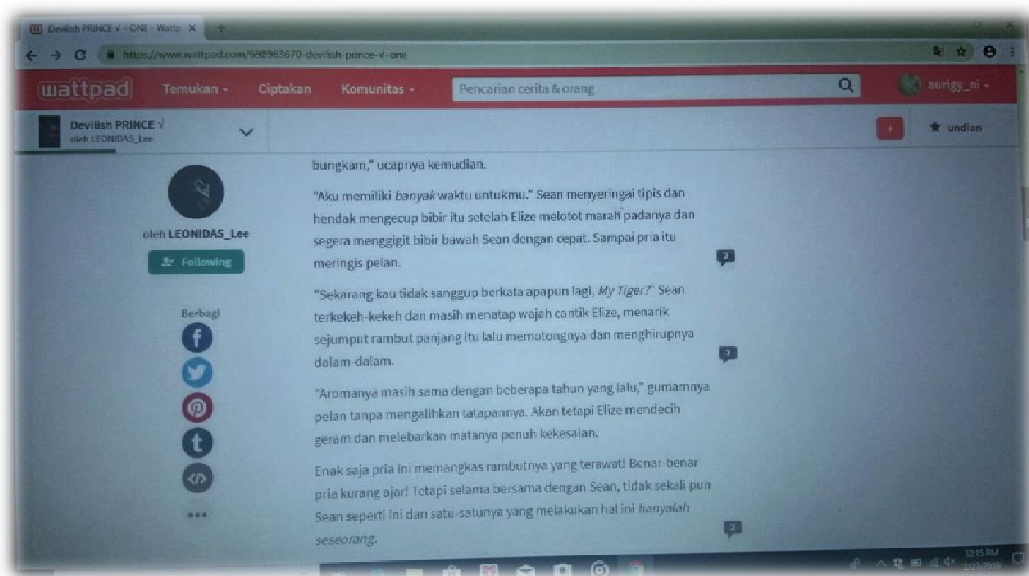 Devilish PRINCE √ - ONE - Wattp
https://www.wattpad.com/698963670-devilish-prince-√-one
wattpad Temukan Ciptakan Komunitas Pencarian cerita & orang aurigy_ni
Devilish PRINCE √
oleh LEONIDAS_Lee
undian
oleh LEONIDAS_Lee
Following
Berbagi
bungkam," ucapnya kemudian.
"Aku memiliki banyak waktu untukmu." Sean menyeringai tipis dan
hendak mengecup bibir itu setelah Elize melotot marah padanya dan
segera menggigit bibir bawah Sean dengan cepat. Sampai pria itu
meringis pelan.
2
"Sekarang kau tidak sanggup berkata apapun lagi, My Tiger?" Sean
terkekeh-kekeh dan masih menatap wajah cantik Elize, menarik
sejumput rambut panjang itu lalu memotongnya dan menghirupnya
dalam-dalam.
"Aromanya masih sama dengan beberapa tahun yang lalu," gumamnya
pelan tanpa mengalihkan tatapannya. Akan tetapi Elize mendecih
geram dan melebarkan matanya penuh kekesalan.
Enak saja pria ini memangkas rambutnya yang terawat! Benar-benar
pria kurang ajar! Tetapi selama bersama dengan Sean, tidak sekali pun
Sean seperti ini dan satu-satunya yang melakukan hal ini hanyalah
seseorang.
12:15 PM